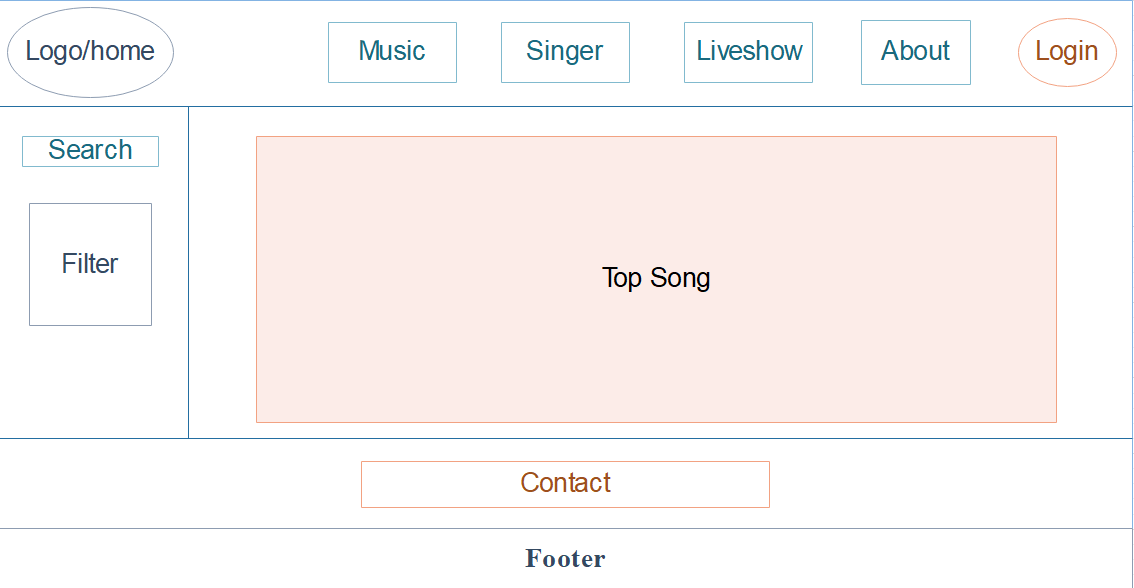 Logo/home
Music
Singer
Liveshow
About
Login
Search
Filter
Top Song
Contact
Footer